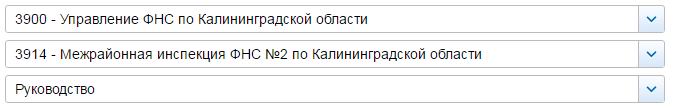 3900 - Управление ФНС по Калининградской области
3914 - Межрайонная инспекция ФНС №2 по Калининградской области
Руководство